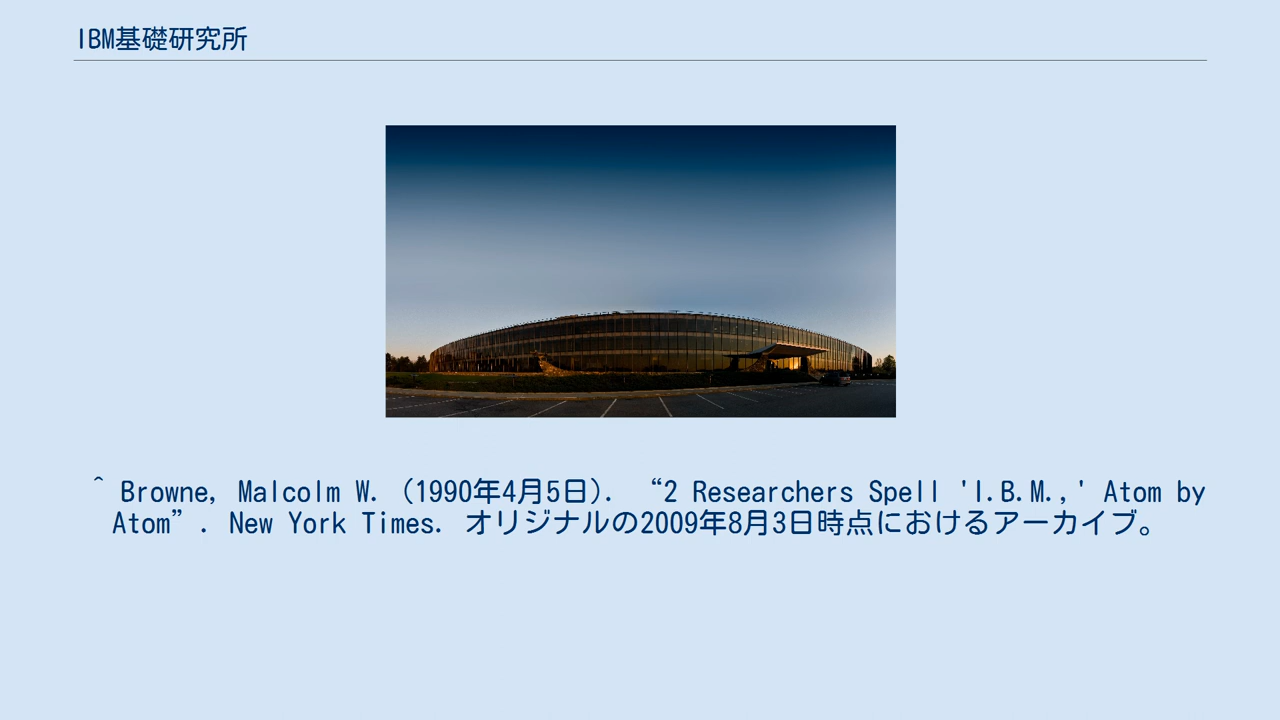 IBM基礎研究所
^ Browne, Malcolm W. (1990年4月5日). “2 Researchers Spell 'I.B.M.,' Atom by
Atom”. New York Times. オリジナルの2009年8月3日時点におけるアーカイブ。